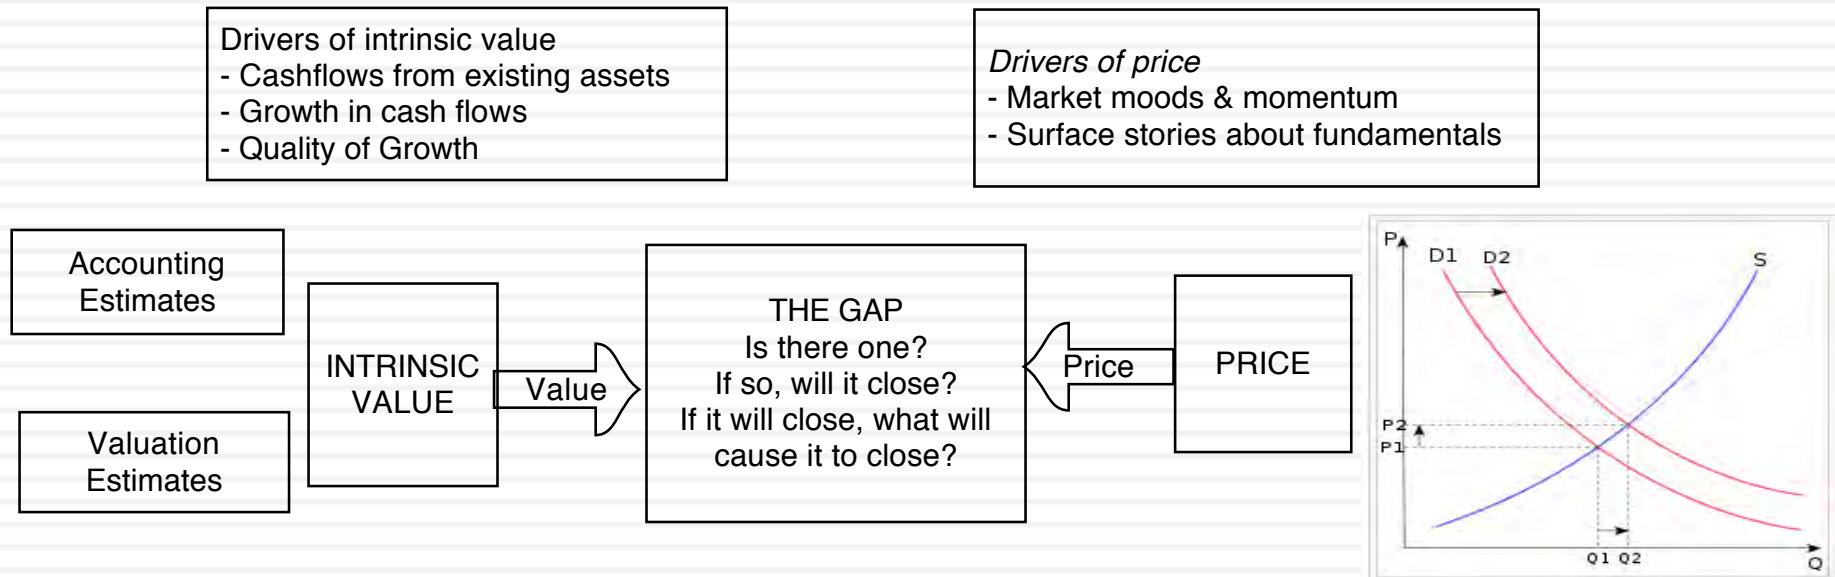 Drivers of intrinsic value
- Cashflows from existing assets
- Growth in cash flows
- Quality of Growth
Drivers of price
- Market moods & momentum
- Surface stories about fundamentals
Accounting
Estimates
Valuation
Estimates
INTRINSIC
VALUE
Value
THE GAP
Is there one?
If so, will it close?
If it will close, what will
cause it to close?
Price
PRICE
P
D1
D2
S
P2
P1
Q1
Q2
Q